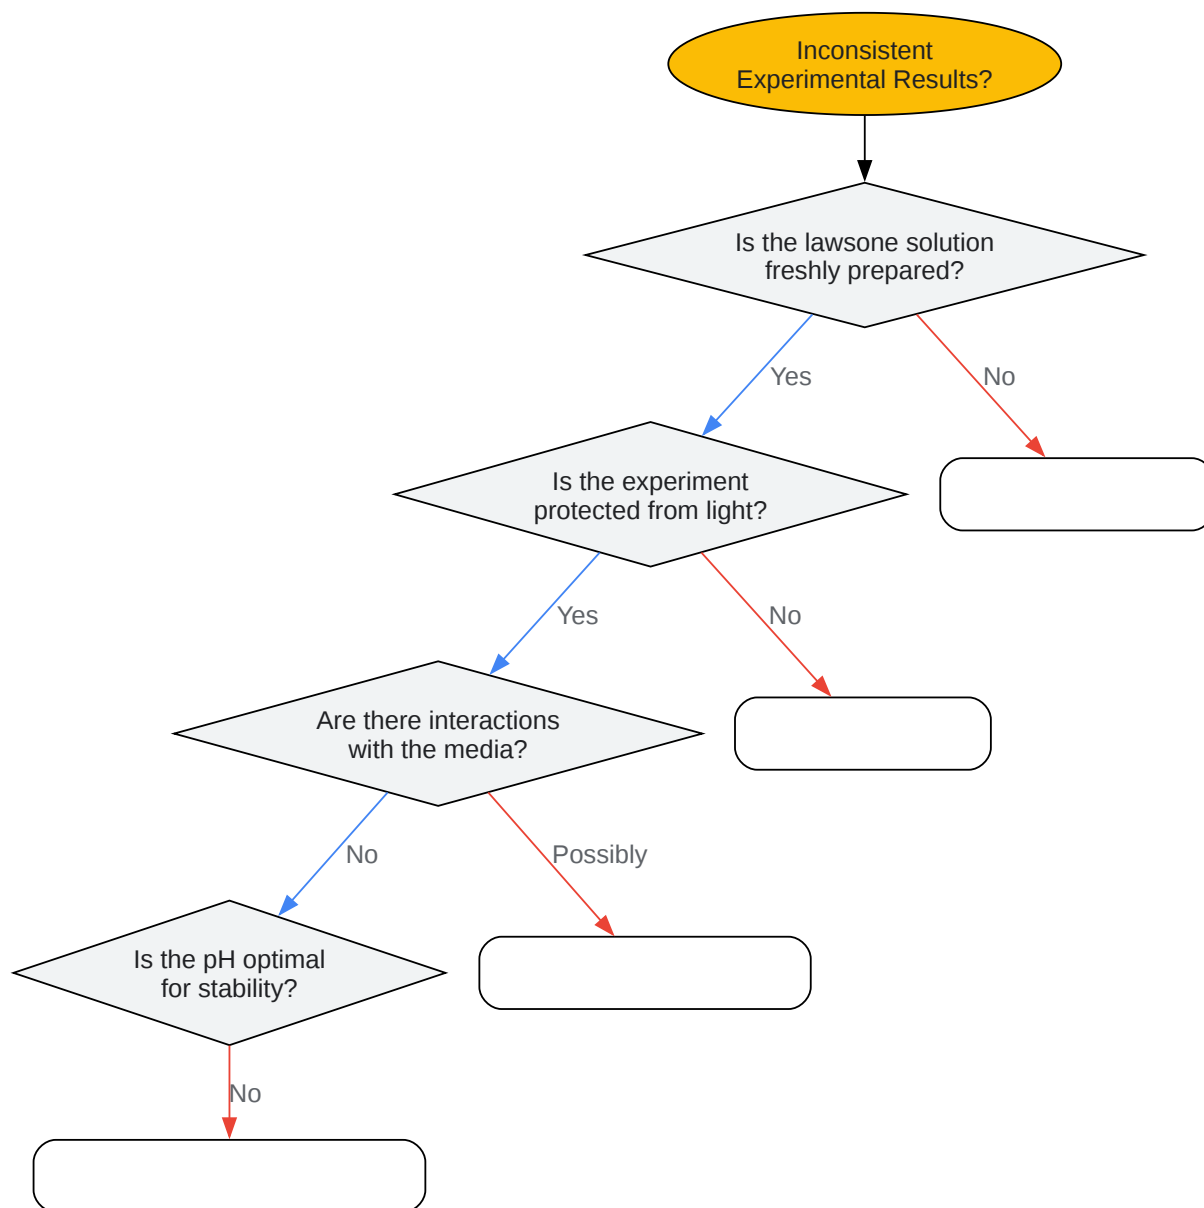 Inconsistent
Experimental Results?
Is the lawsone solution
freshly prepared?
Yes
No
Is the experiment
protected from light?
Yes
No
Are there interactions
with the media?
No
Possibly
Is the pH optimal
for stability?
No